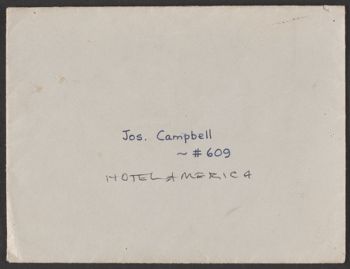 Jos. Campbell
~ #609
HOTEL AMERICA